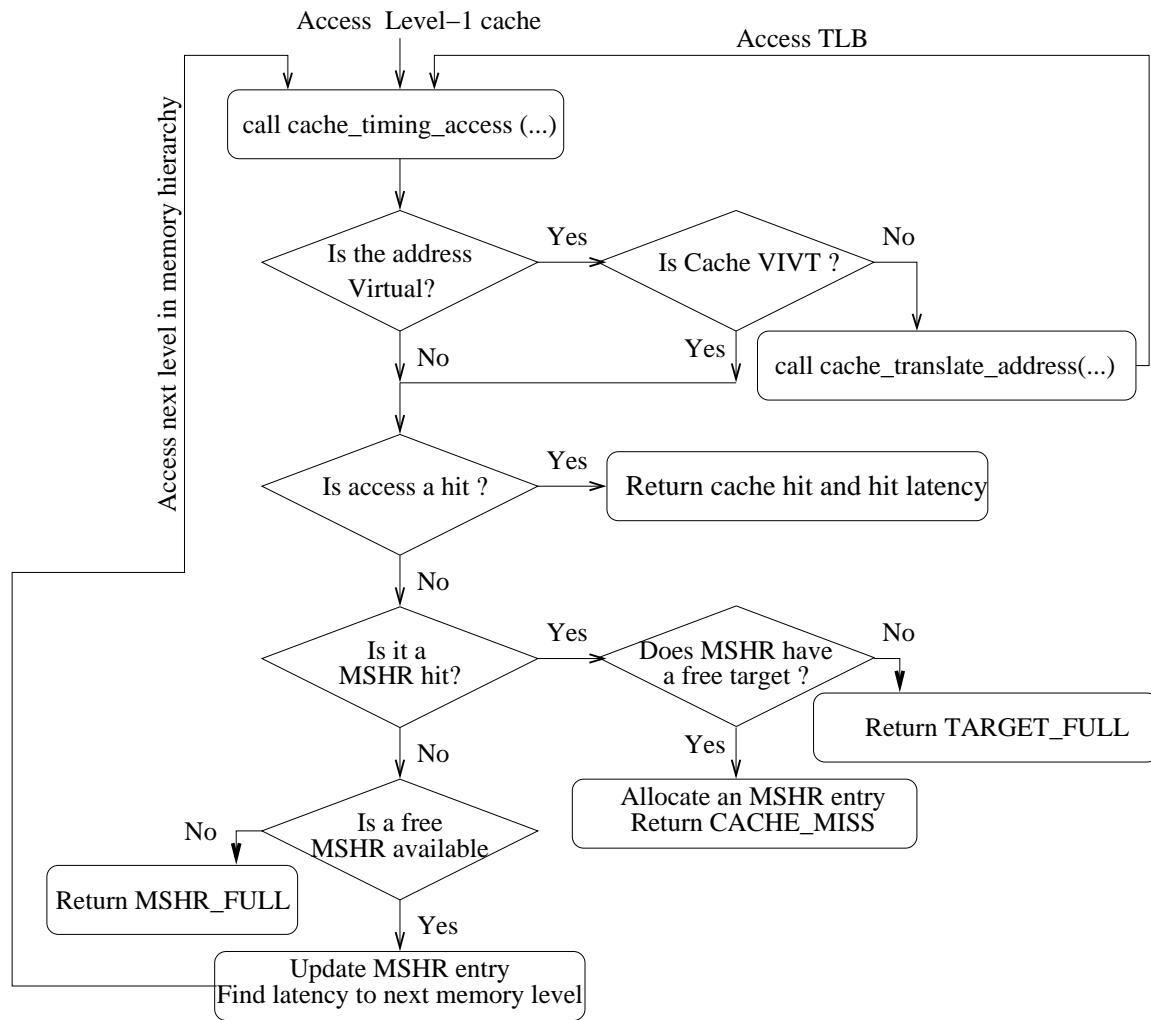 Access Level−1 cache
Access TLB
call cache_timing_access (...)
Access next level in memory hierarchy
Is the address
Virtual?
Yes
Is Cache VIVT ?
No
No
Yes
call cache_translate_address(...)
Is access a hit ?
Yes
Return cache hit and hit latency
No
Is it a
MSHR hit?
Yes
Does MSHR have
a free target ?
No
Return TARGET_FULL
No
Yes
Allocate an MSHR entry
Return CACHE_MISS
Is a free
MSHR available
No
Return MSHR_FULL
Yes
Update MSHR entry
Find latency to next memory level